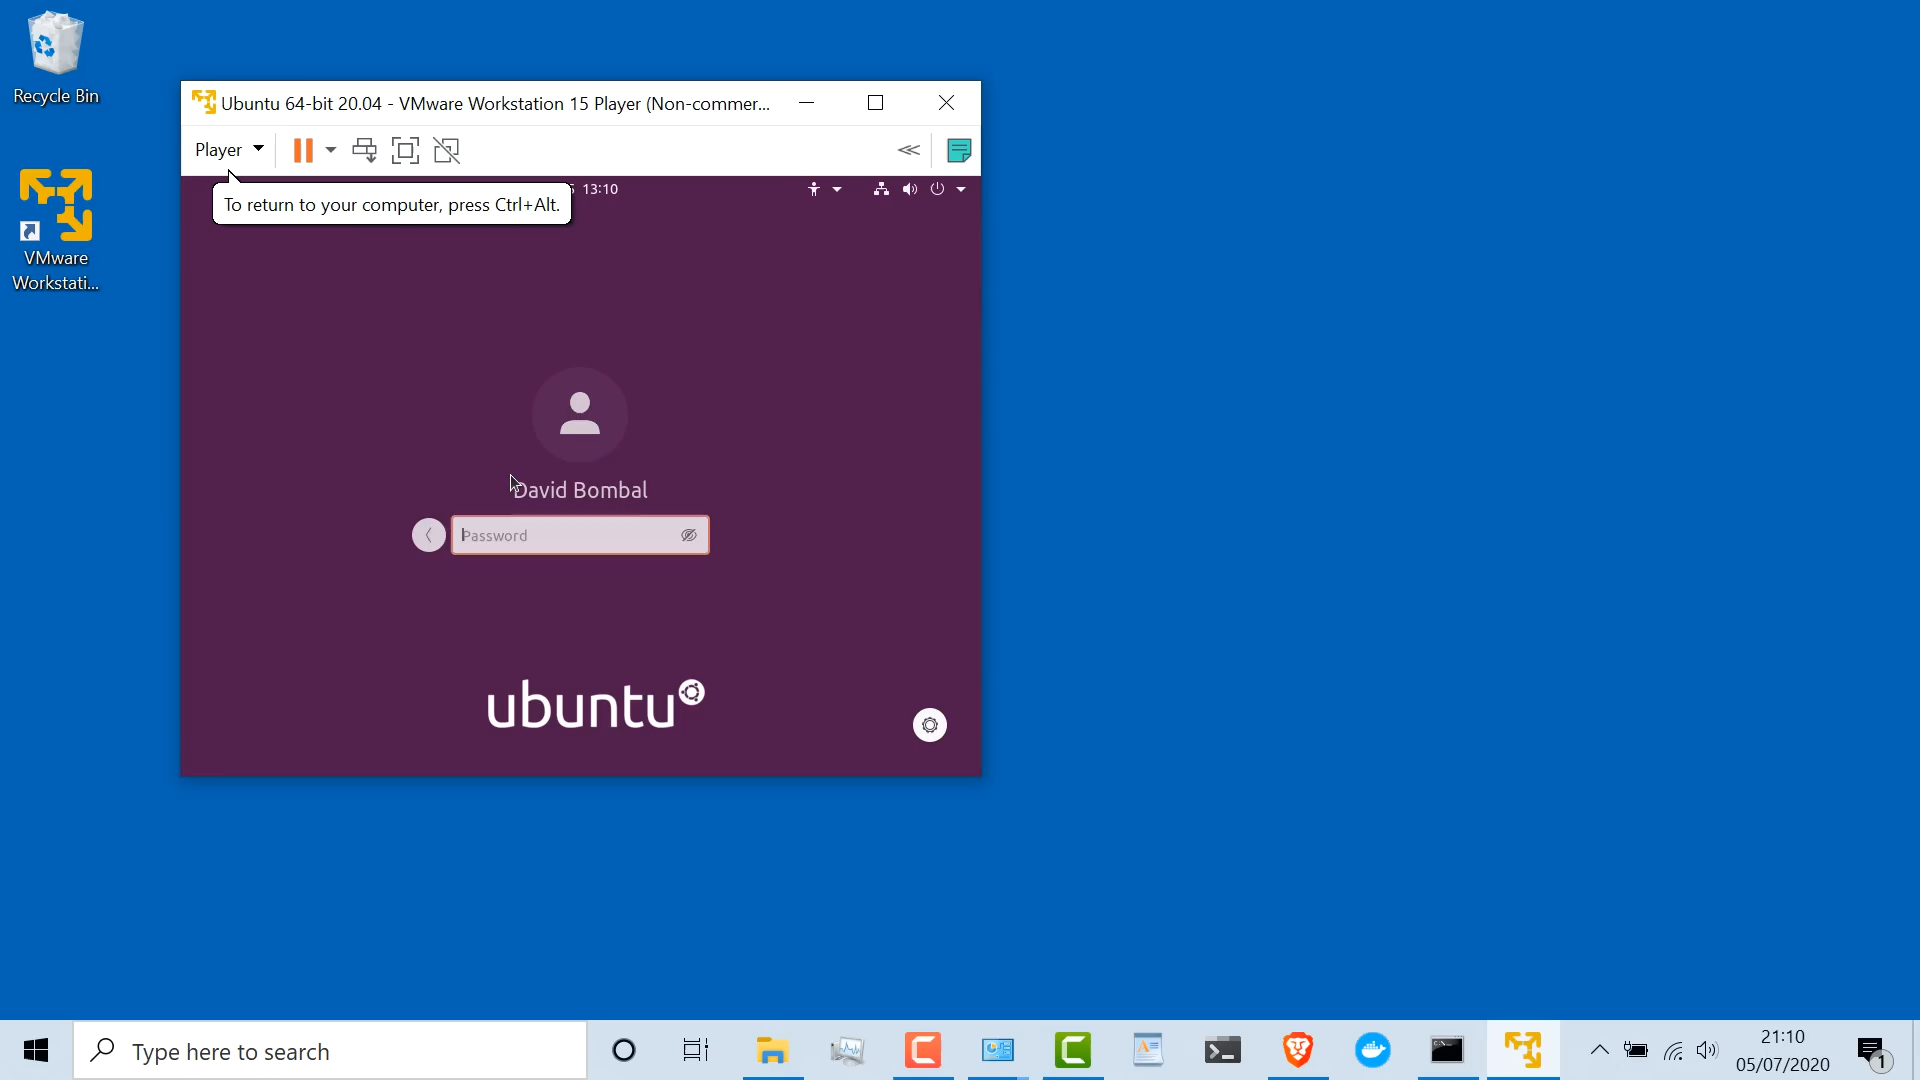 Recycle Bin
VMware
Workstati...
Ubuntu 64-bit 20.04 - VMware Workstation 15 Player (Non-commer...
Player
13:10
To return to your computer, press Ctrl+Alt.
David Bombal
Password
ubuntu
Type here to search
21:10
05/07/2020
1